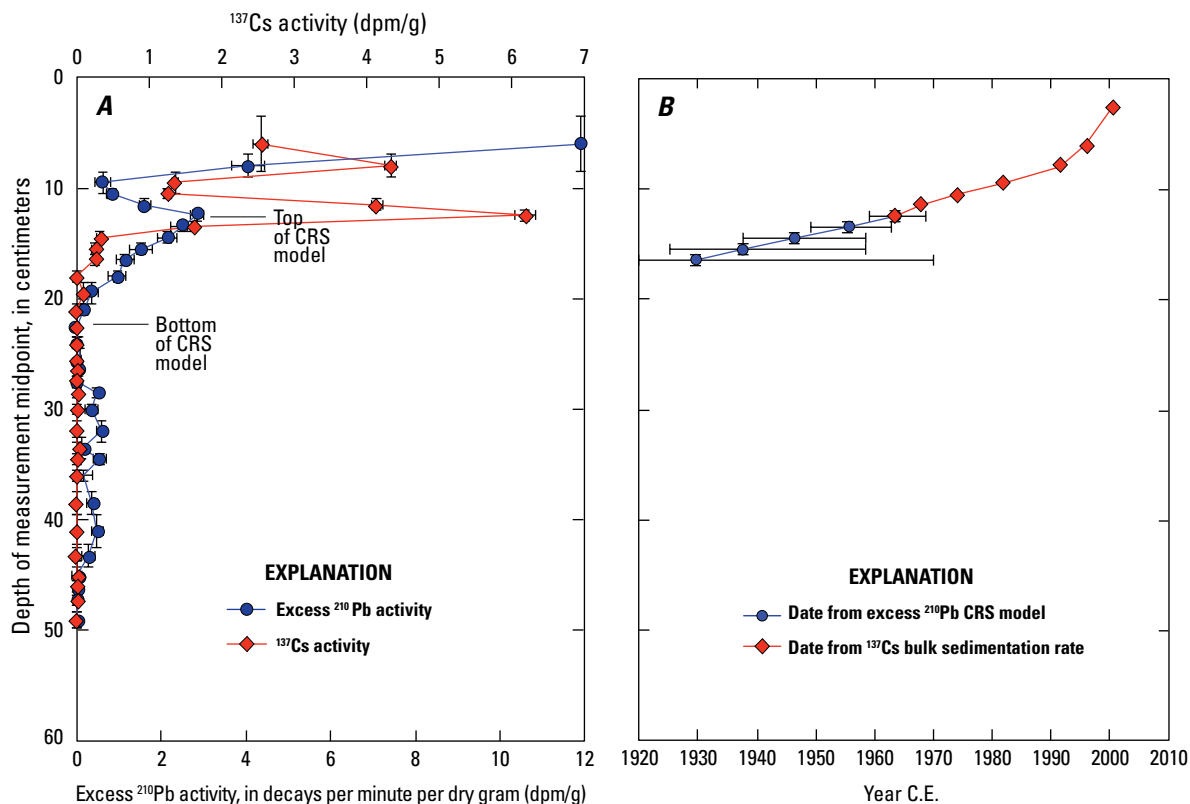 ¹³⁷Cs activity (dpm/g)
0 1 2 3 4 5 6 7
A
0
10
20
30
40
50
60
Depth of measurement midpoint, in centimeters
Top
of CRS
model
Bottom
of CRS
model
EXPLANATION
Excess ²¹⁰Pb activity
¹³⁷Cs activity
0 2 4 6 8 10 12
Excess ²¹⁰Pb activity, in decays per minute per dry gram (dpm/g)
B
EXPLANATION
Date from excess ²¹⁰Pb CRS model
Date from ¹³⁷Cs bulk sedimentation rate
1920 1930 1940 1950 1960 1970 1980 1990 2000 2010
Year C.E.